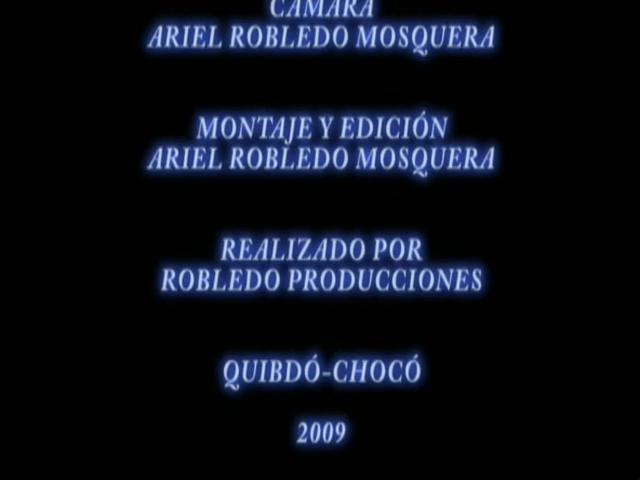 CÁMARA
ARIEL ROBLEDO MOSQUERA
MONTAJE Y EDICIÓN
ARIEL ROBLEDO MOSQUERA
REALIZADO POR
ROBLEDO PRODUCCIONES
QUIBDÓ-CHOCÓ
2009